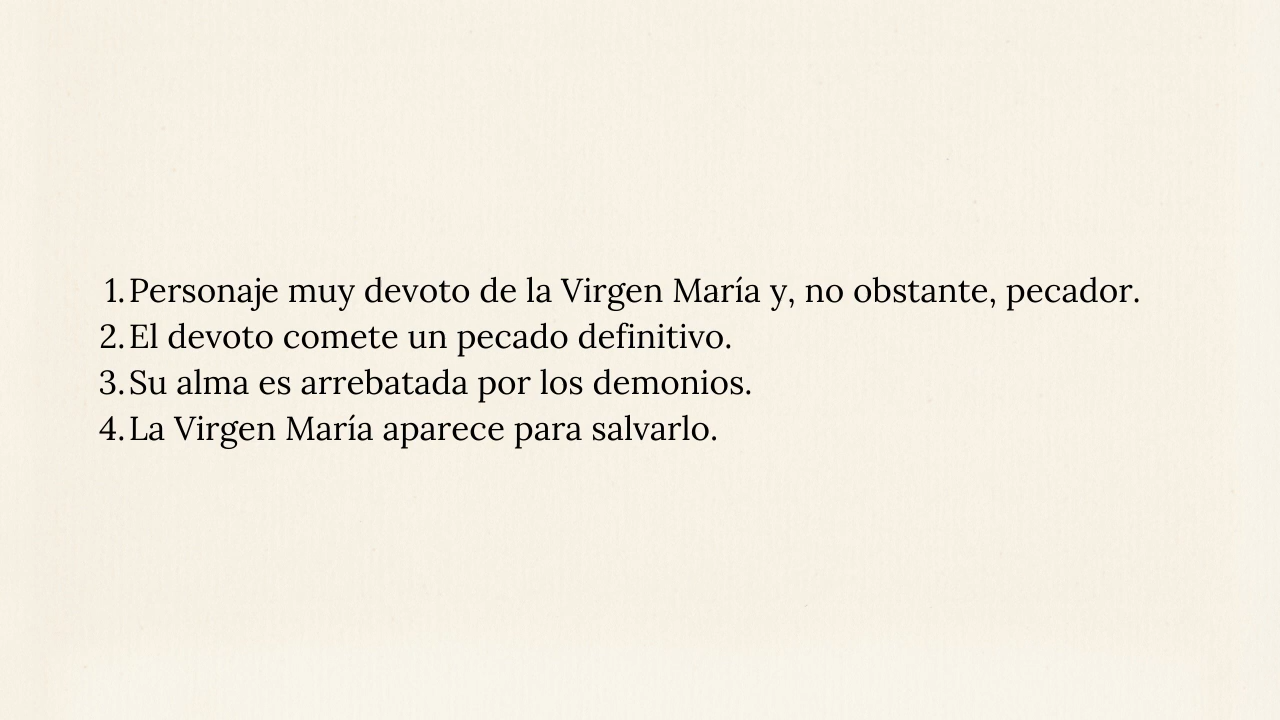 1. Personaje muy devoto de la Virgen María y, no obstante, pecador.
2. El devoto comete un pecado definitivo.
3. Su alma es arrebatada por los demonios.
4. La Virgen María aparece para salvarlo.